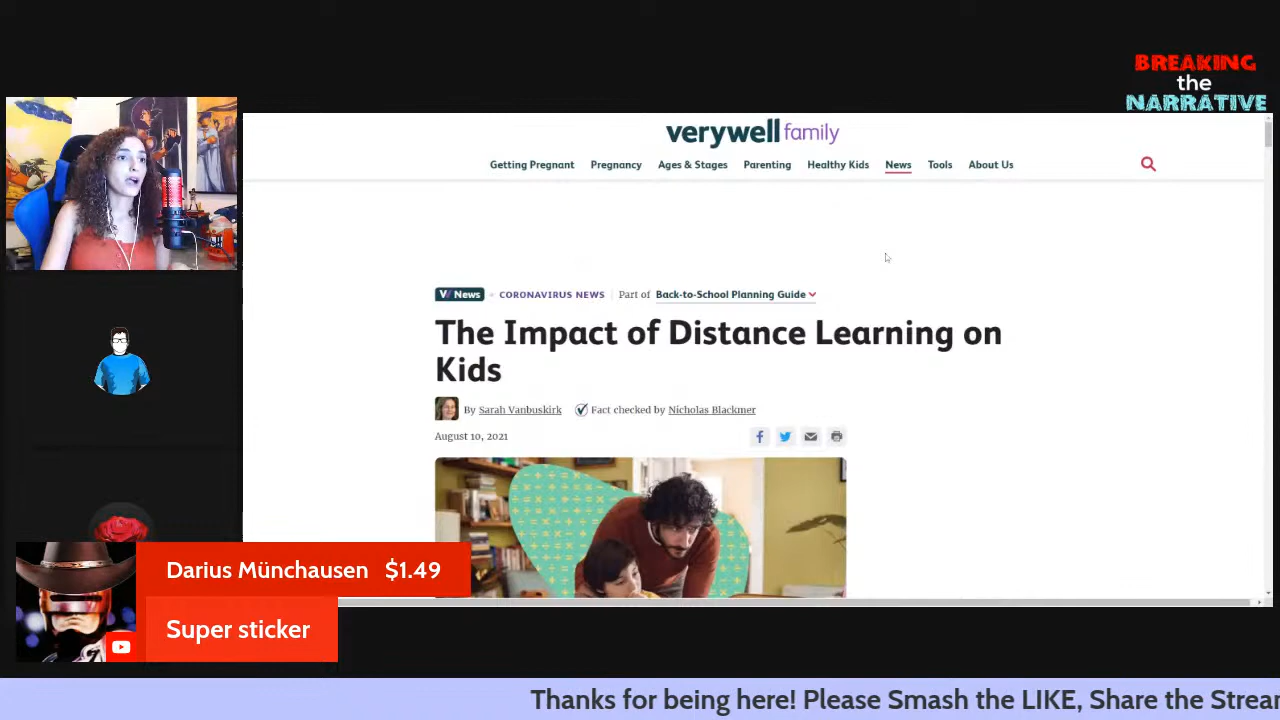 BREAKING
the
NARRATIVE
verywell family
Getting Pregnant Pregnancy Ages & Stages Parenting Healthy Kids News Tools About Us
V News CORONAVIRUS NEWS Part of Back-to-School Planning Guide
The Impact of Distance Learning on
Kids
By Sarah Vanbuskirk Fact checked by Nicholas Blackmer
August 10, 2021
Darius Münchausen $1.49
Super sticker
Thanks for being here! Please Smash the LIKE, Share the Strea